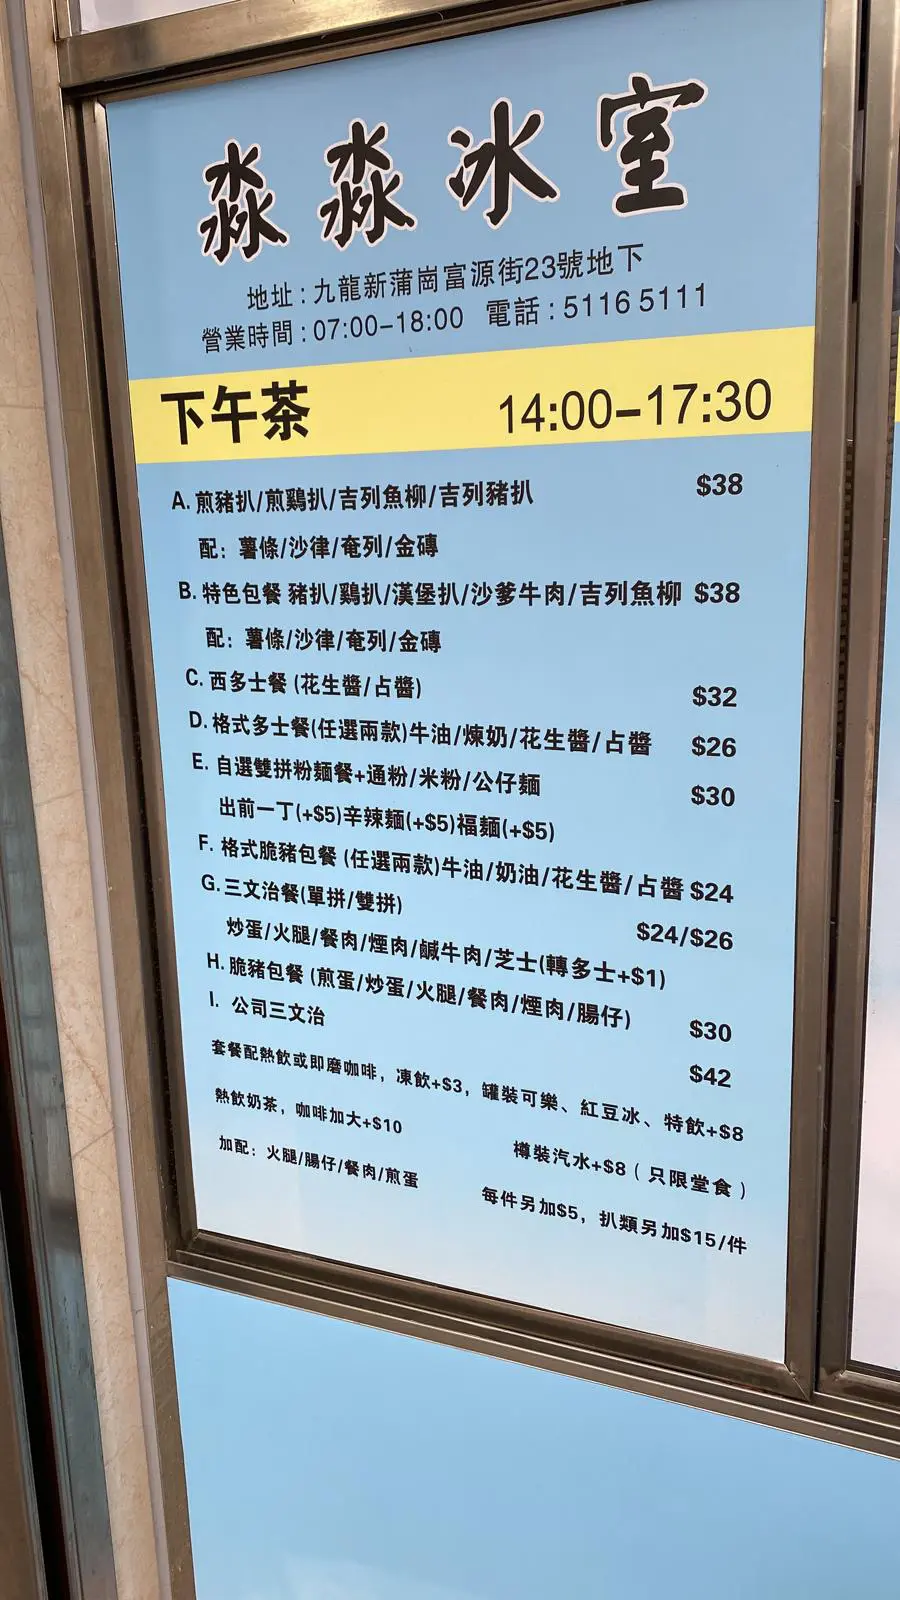 淼淼冰室
地址:九龍新蒲崗富源街23號地下
營業時間:07:00-18:00 電話:5116 5111
下午茶 14:00-17:30
A. 煎豬扒/煎鷄扒/吉列魚柳/吉列豬扒 $38
配: 薯條/沙律/奄列/金磚
B. 特色包餐 豬扒/鷄扒/漢堡扒/沙爹牛肉/吉列魚柳 $38
配: 薯條/沙律/奄列/金磚
C. 西多士餐 (花生醬/占醬) $32
D. 格式多士餐(任選兩款)牛油/煉奶/花生醬/占醬 $26
E. 自選雙拼粉麵餐+通粉/米粉/公仔麵 $30
出前一丁(+$5)辛辣麵(+$5)福麵(+$5)
F. 格式脆豬包餐 (任選兩款)牛油/奶油/花生醬/占醬 $24
G. 三文治餐(單拼/雙拼) $24/$26
炒蛋/火腿/餐肉/煙肉/鹹牛肉/芝士(轉多士+$1)
H. 脆豬包餐 (煎蛋/炒蛋/火腿/餐肉/煙肉/腸仔) $30
I. 公司三文治 $42
套餐配熱飲或即磨咖啡, 凍飲+$3, 罐裝可樂、紅豆冰、特飲+$8
熱飲奶茶, 咖啡加大+$10 樽裝汽水+$8 ( 只限堂食 )
加配: 火腿/腸仔/餐肉/煎蛋 每件另加$5, 扒類另加$15/件